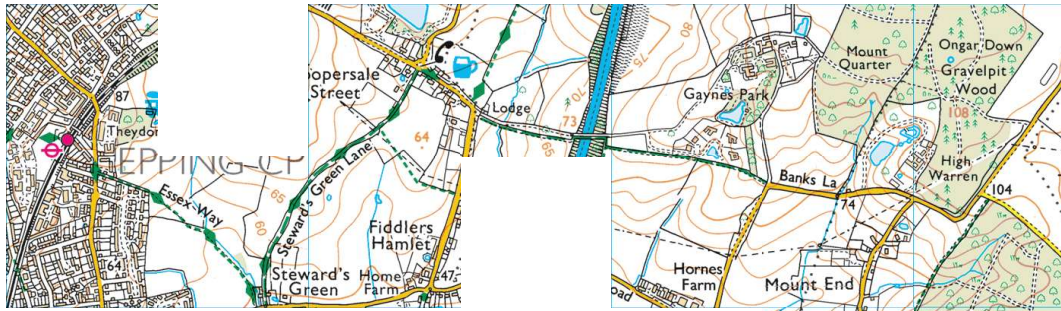 87
Theydon
EPPING CP
Essex Way
64
60
65
Steward's Green Lane
Steward's
Green
Home
Farm
47
Fiddlers
Hamlet
64
oopersale
Street
Lodge
73
65
70
75
80
Gaynes Park
Mount
Quarter
Ongar Down
Gravelpit
Wood
108
High
Warren
104
Banks La
74
Hornes
Farm
Mount End
oad